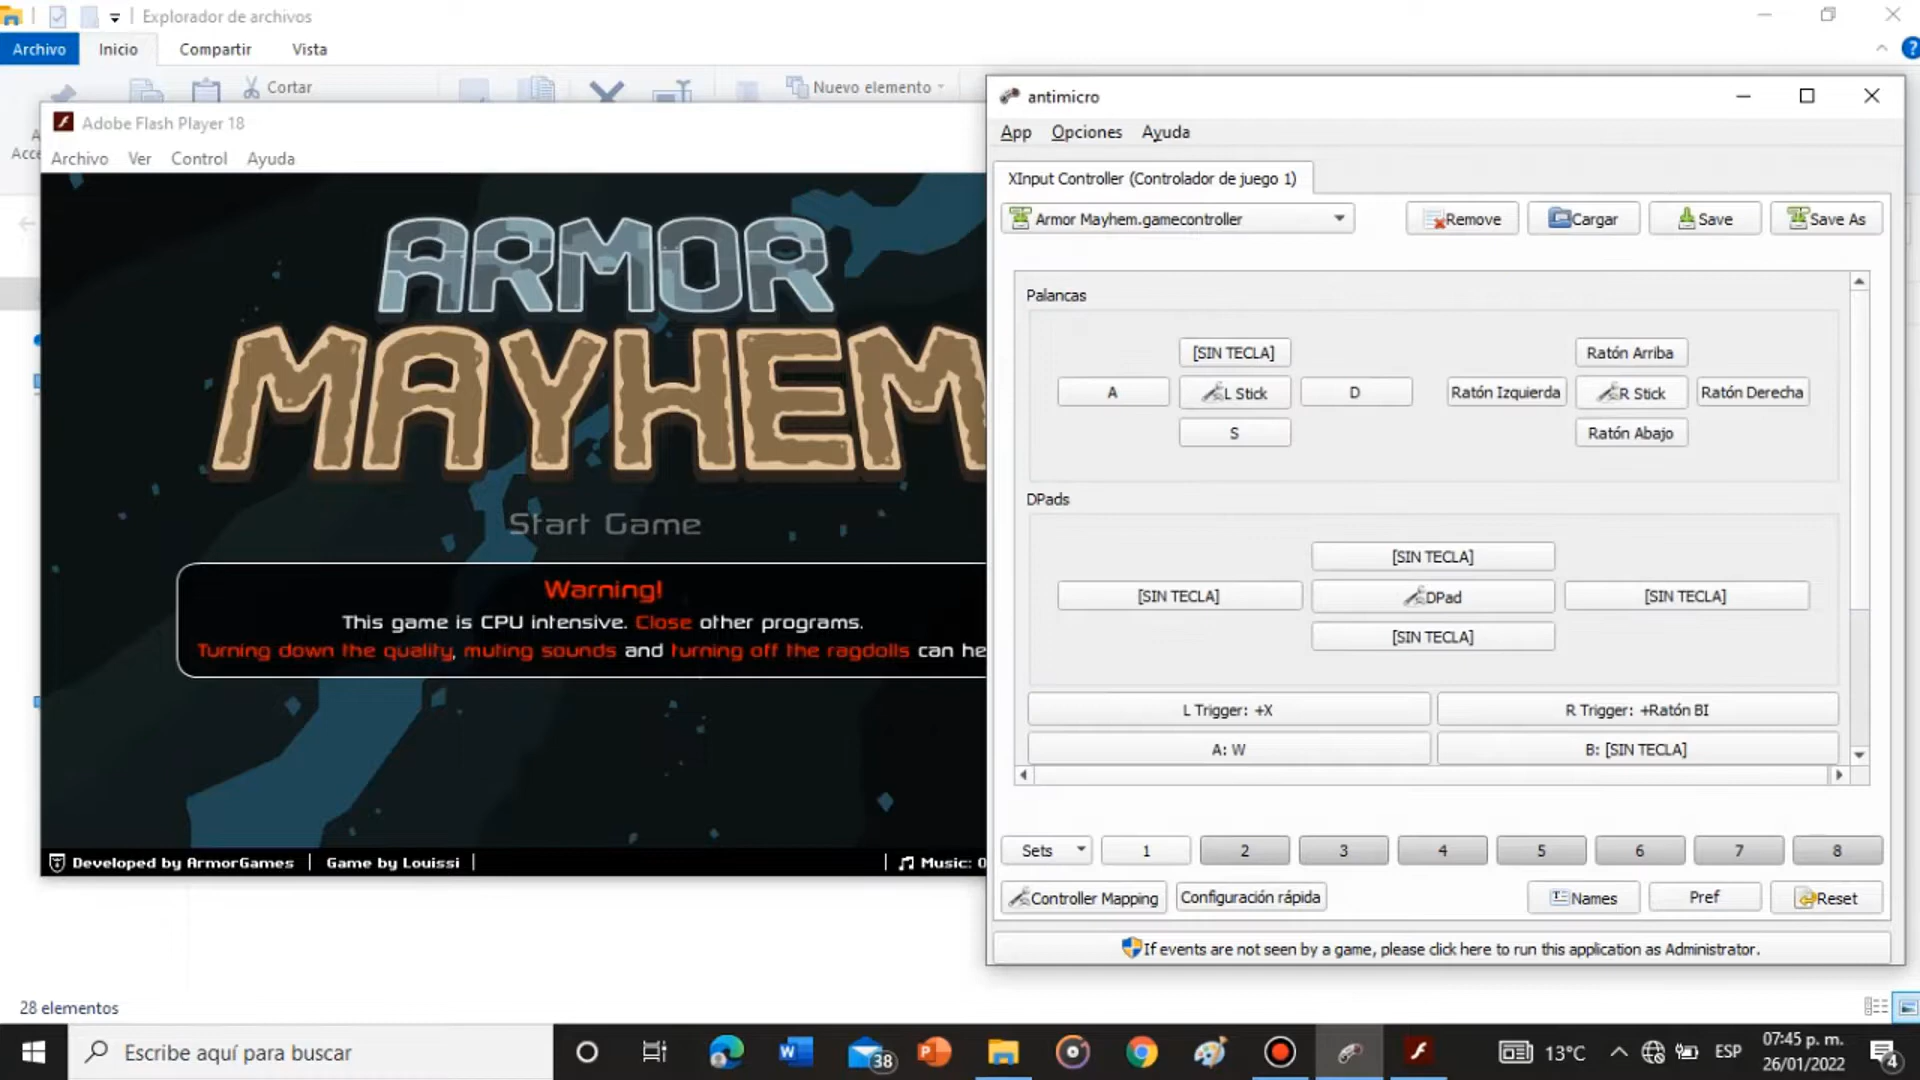 Explorador de archivos
Archivo
Inicio
Compartir
Vista
Cortar
Nuevo elemento
Adobe Flash Player 18
Archivo
Ver
Control
Ayuda
ARMOR
MAYHEM
Start Game
Warning!
This game is CPU intensive. Close other programs.
Turning down the quality, muting sounds and turning off the ragdolls can he
Developed by ArmorGames
Game by Louissi
Music: 0
antimicro
App
Opciones
Ayuda
XInput Controller (Controlador de juego 1)
Armor Mayhem.gamecontroller
Remove
Cargar
Save
Save As
Palancas
[SIN TECLA]
Ratón Arriba
A
L Stick
D
Ratón Izquierda
R Stick
Ratón Derecha
S
Ratón Abajo
DPads
[SIN TECLA]
[SIN TECLA]
DPad
[SIN TECLA]
[SIN TECLA]
L Trigger: +X
R Trigger: +Ratón BI
A: W
B: [SIN TECLA]
Sets
1
2
3
4
5
6
7
8
Controller Mapping
Configuración rápida
Names
Pref
Reset
If events are not seen by a game, please click here to run this application as Administrator.
28 elementos
Escribe aquí para buscar
38
13°C
ESP
07:45 p. m.
26/01/2022
4